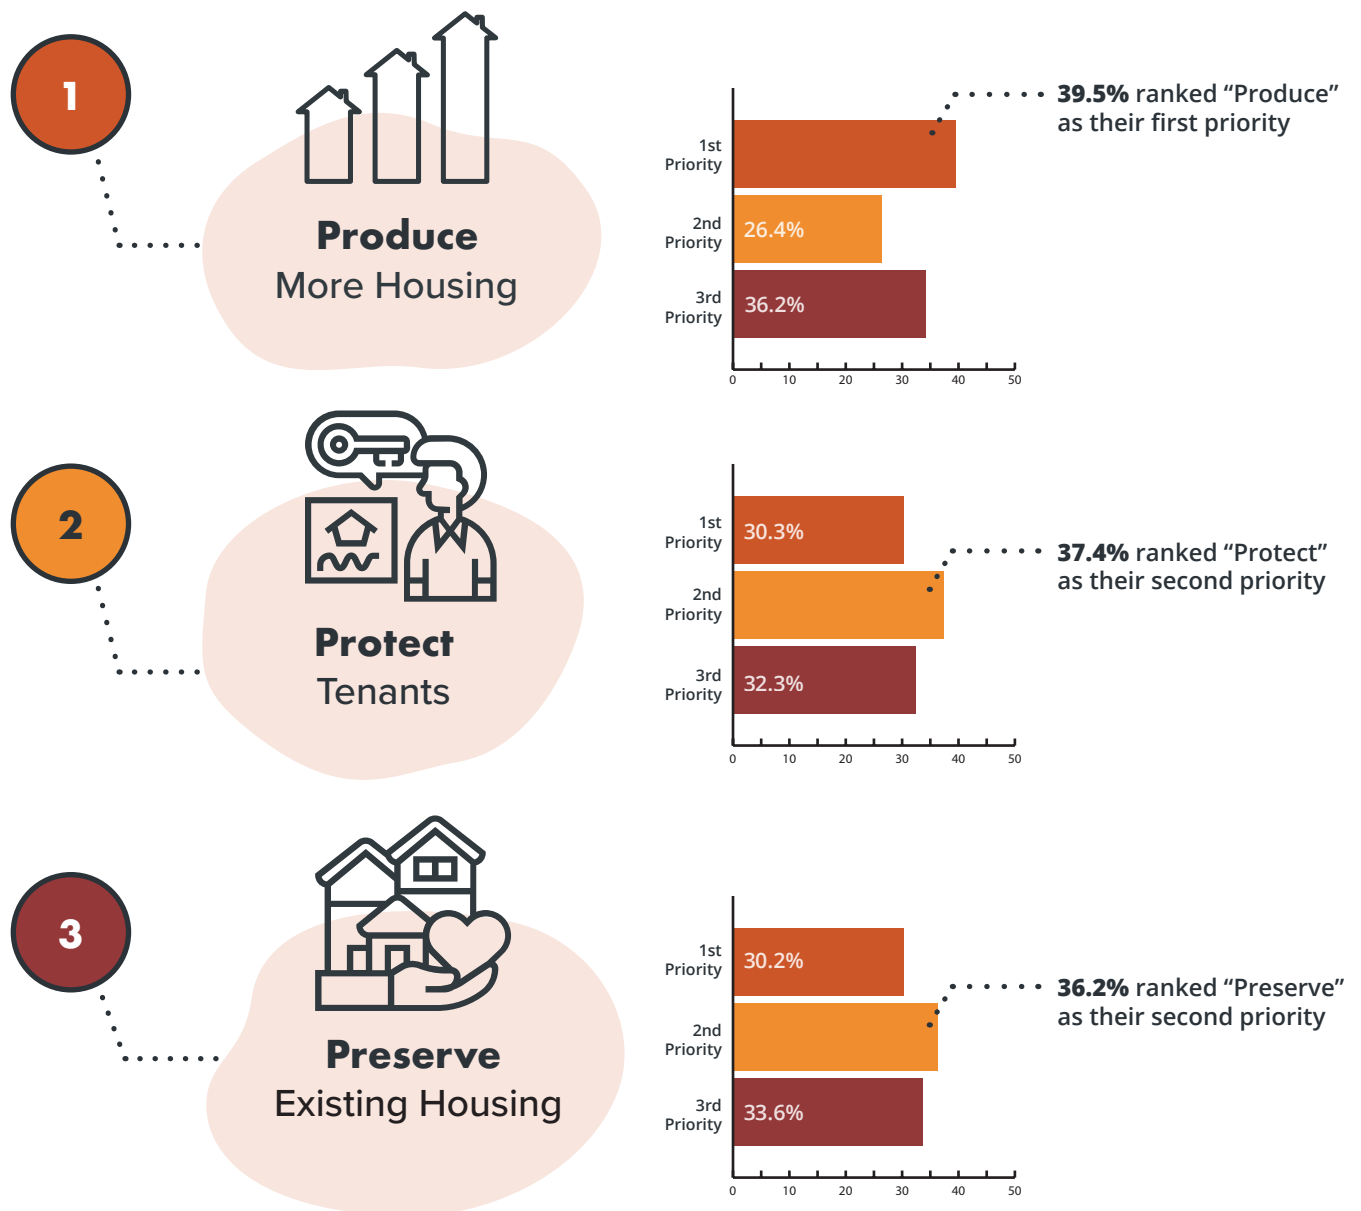 1
Produce
More Housing
39.5% ranked “Produce”
as their first priority
1st
Priority
2nd
Priority
26.4%
3rd
Priority
36.2%
0 10 20 30 40 50
2
Protect
Tenants
1st
Priority
30.3%
37.4% ranked “Protect”
as their second priority
2nd
Priority
3rd
Priority
32.3%
0 10 20 30 40 50
3
Preserve
Existing Housing
1st
Priority
30.2%
36.2% ranked “Preserve”
as their second priority
2nd
Priority
3rd
Priority
33.6%
0 10 20 30 40 50